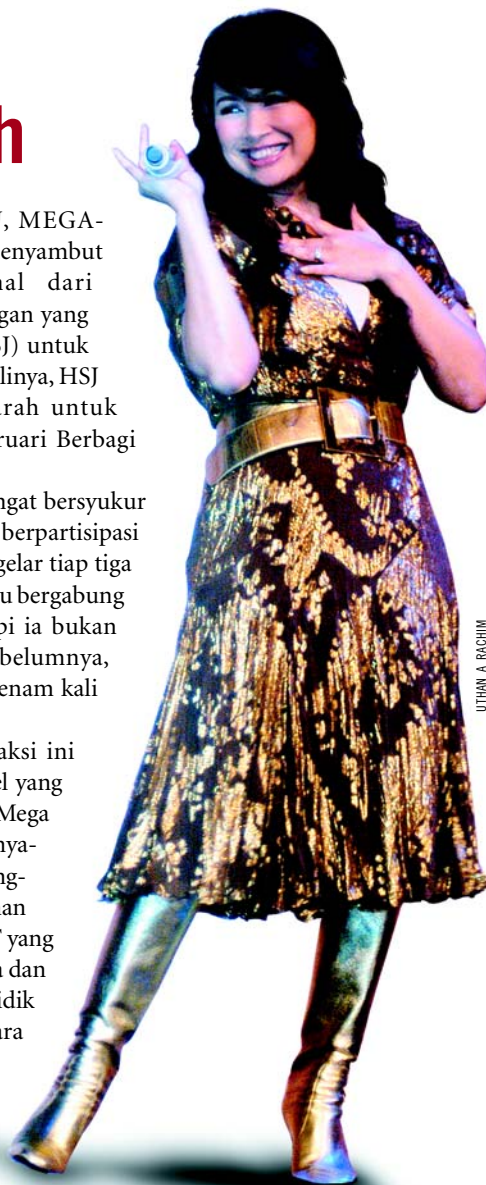 h
, MEGA-
enyambut
al dari
gan yang
J) untuk
linya, HSJ
rah untuk
ruari Berbagi
ngat bersyukur
berpartisipasi
gelar tiap tiga
u bergabung
pi ia bukan
belumnya,
enam kali
aksi ini
el yang
Mega
nya-
ng-
an
yang
a dan
idik
ara
UTHAN A RACHIM